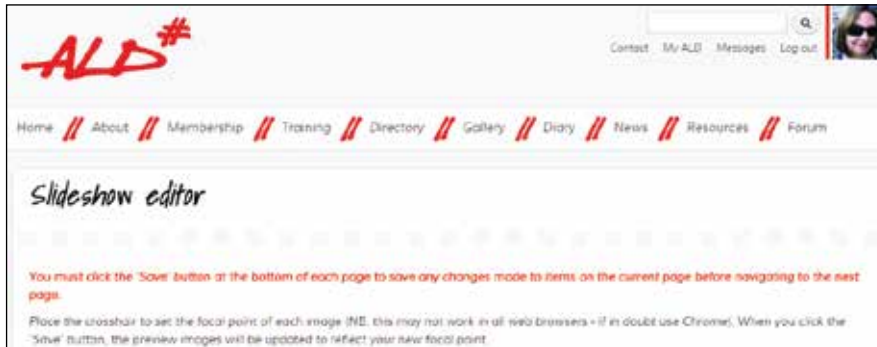 ALD#
Contact My ALD Messages Log out
Home // About // Membership // Training // Directory // Gallery // Diary // News // Resources // Forum
Slideshow editor
You must click the 'Save' button at the bottom of each page to save any changes made to items on the current page before navigating to the next
page.
Place the crosshair to set the focal point of each image (NB. this may not work in all web browsers - if in doubt use Chrome). When you click the
'Save' button, the preview images will be updated to reflect your new focal point.